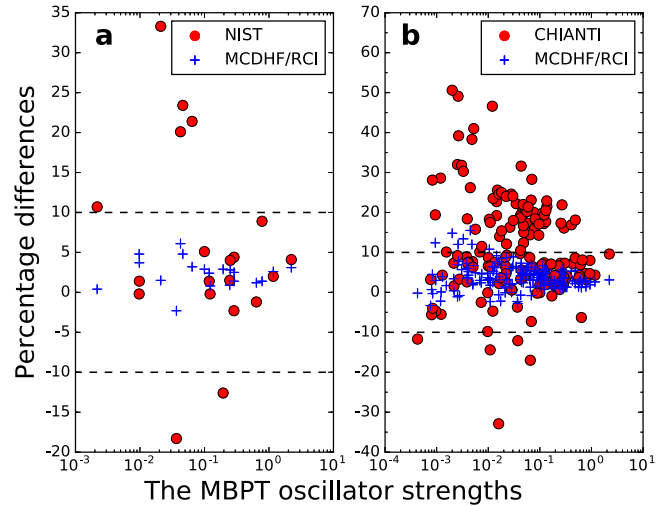 a
NIST
MCDHF/RCI
b
CHIANTI
MCDHF/RCI
Percentage differences
35
30
25
20
15
10
5
0
-5
-10
-15
-20
70
60
50
40
30
20
10
0
-10
-20
-30
-40
10^-3 10^-2 10^-1 10^0 10^1
10^-4 10^-3 10^-2 10^-1 10^0 10^1
The MBPT oscillator strengths